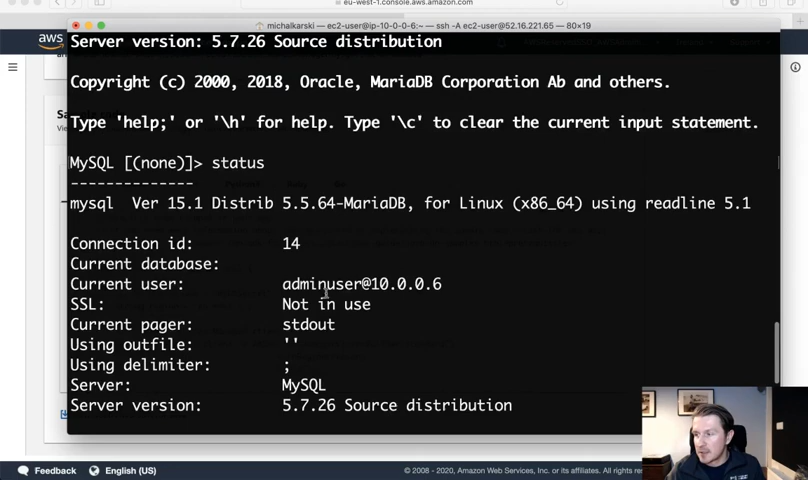 eu-west-1.console.aws.amazon.com
michalkarski — ec2-user@ip-10-0-0-6:~ — ssh -A ec2-user@52.16.221.65 — 80×19
aws
Server version: 5.7.26 Source distribution
Copyright (c) 2000, 2018, Oracle, MariaDB Corporation Ab and others.
Type 'help;' or '\h' for help. Type '\c' to clear the current input statement.
MySQL [(none)]> status
--------------
mysql  Ver 15.1 Distrib 5.5.64-MariaDB, for Linux (x86_64) using readline 5.1
Connection id: 14
Current database:
Current user: adminuser@10.0.0.6
SSL: Not in use
Current pager: stdout
Using outfile: ''
Using delimiter: ;
Server: MySQL
Server version: 5.7.26 Source distribution
Feedback English (US) © 2008 - 2020, Amazon Web Services, Inc. or its affiliates. All rights